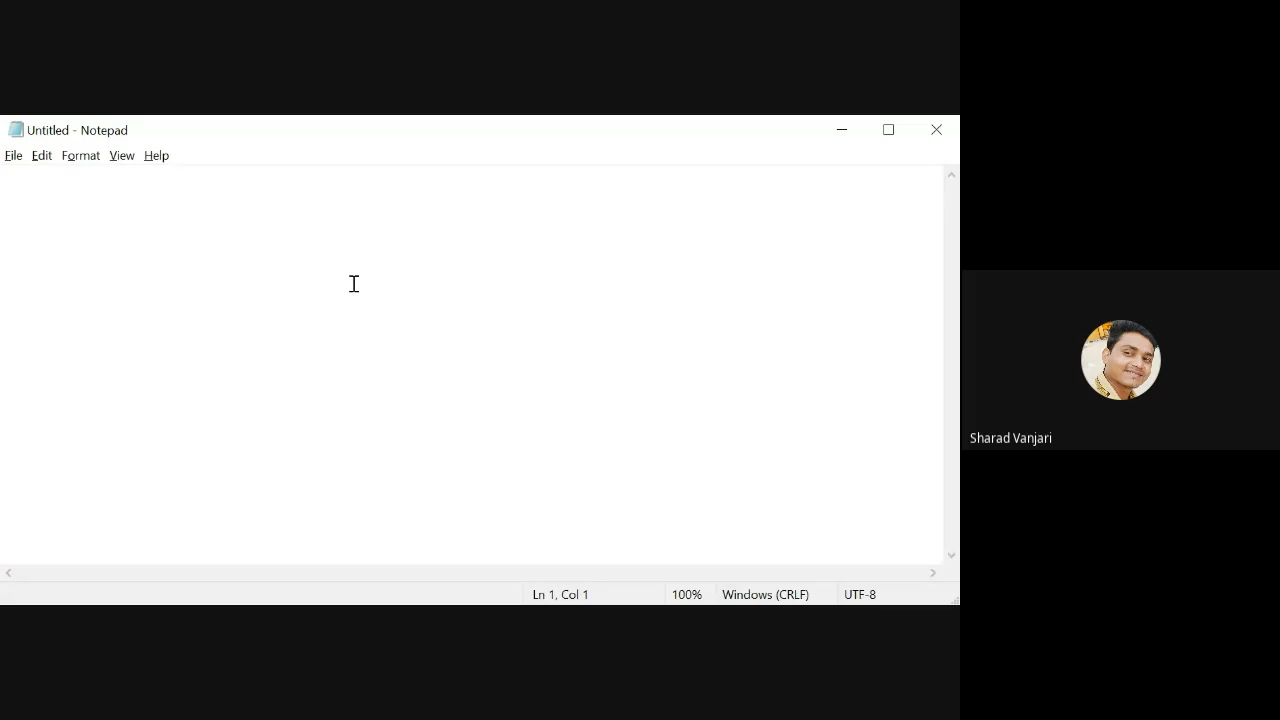 Untitled - Notepad
File Edit Format View Help
Sharad Vanjari
Ln 1, Col 1 100% Windows (CRLF) UTF-8